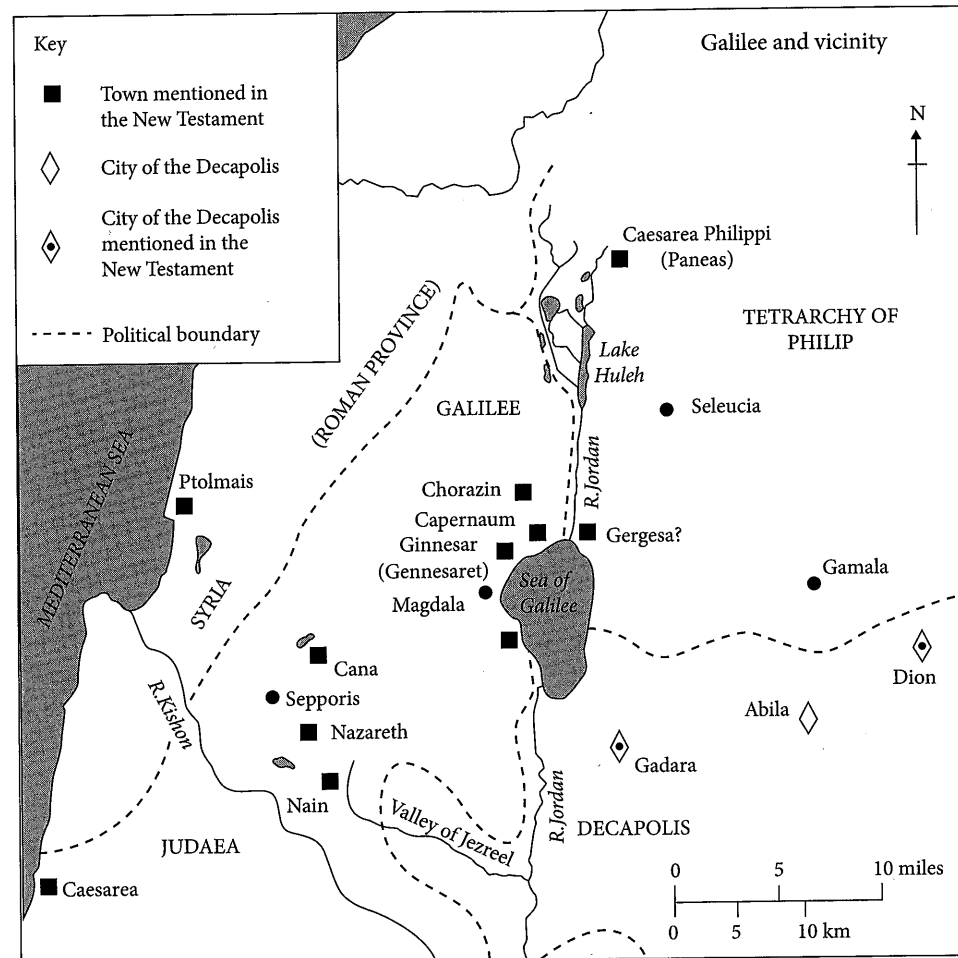 Key
Town mentioned in
the New Testament
City of the Decapolis
City of the Decapolis
mentioned in the
New Testament
Political boundary
Galilee and vicinity
N
Caesarea Philippi
(Paneas)
TETRARCHY OF
PHILIP
Lake
Huleh
(ROMAN PROVINCE)
GALILEE
Seleucia
MEDITERRANEAN SEA
Ptolmais
Chorazin
R.Jordan
Capernaum
Gergesa?
Ginnesar
(Gennesaret)
Sea of
Galilee
Magdala
Gamala
SYRIA
Cana
Dion
R.Kishon
Sepporis
Abila
Nazareth
Gadara
Nain
Valley of Jezreel
R.Jordan
DECAPOLIS
JUDAEA
Caesarea
0 5 10 miles
0 5 10 km